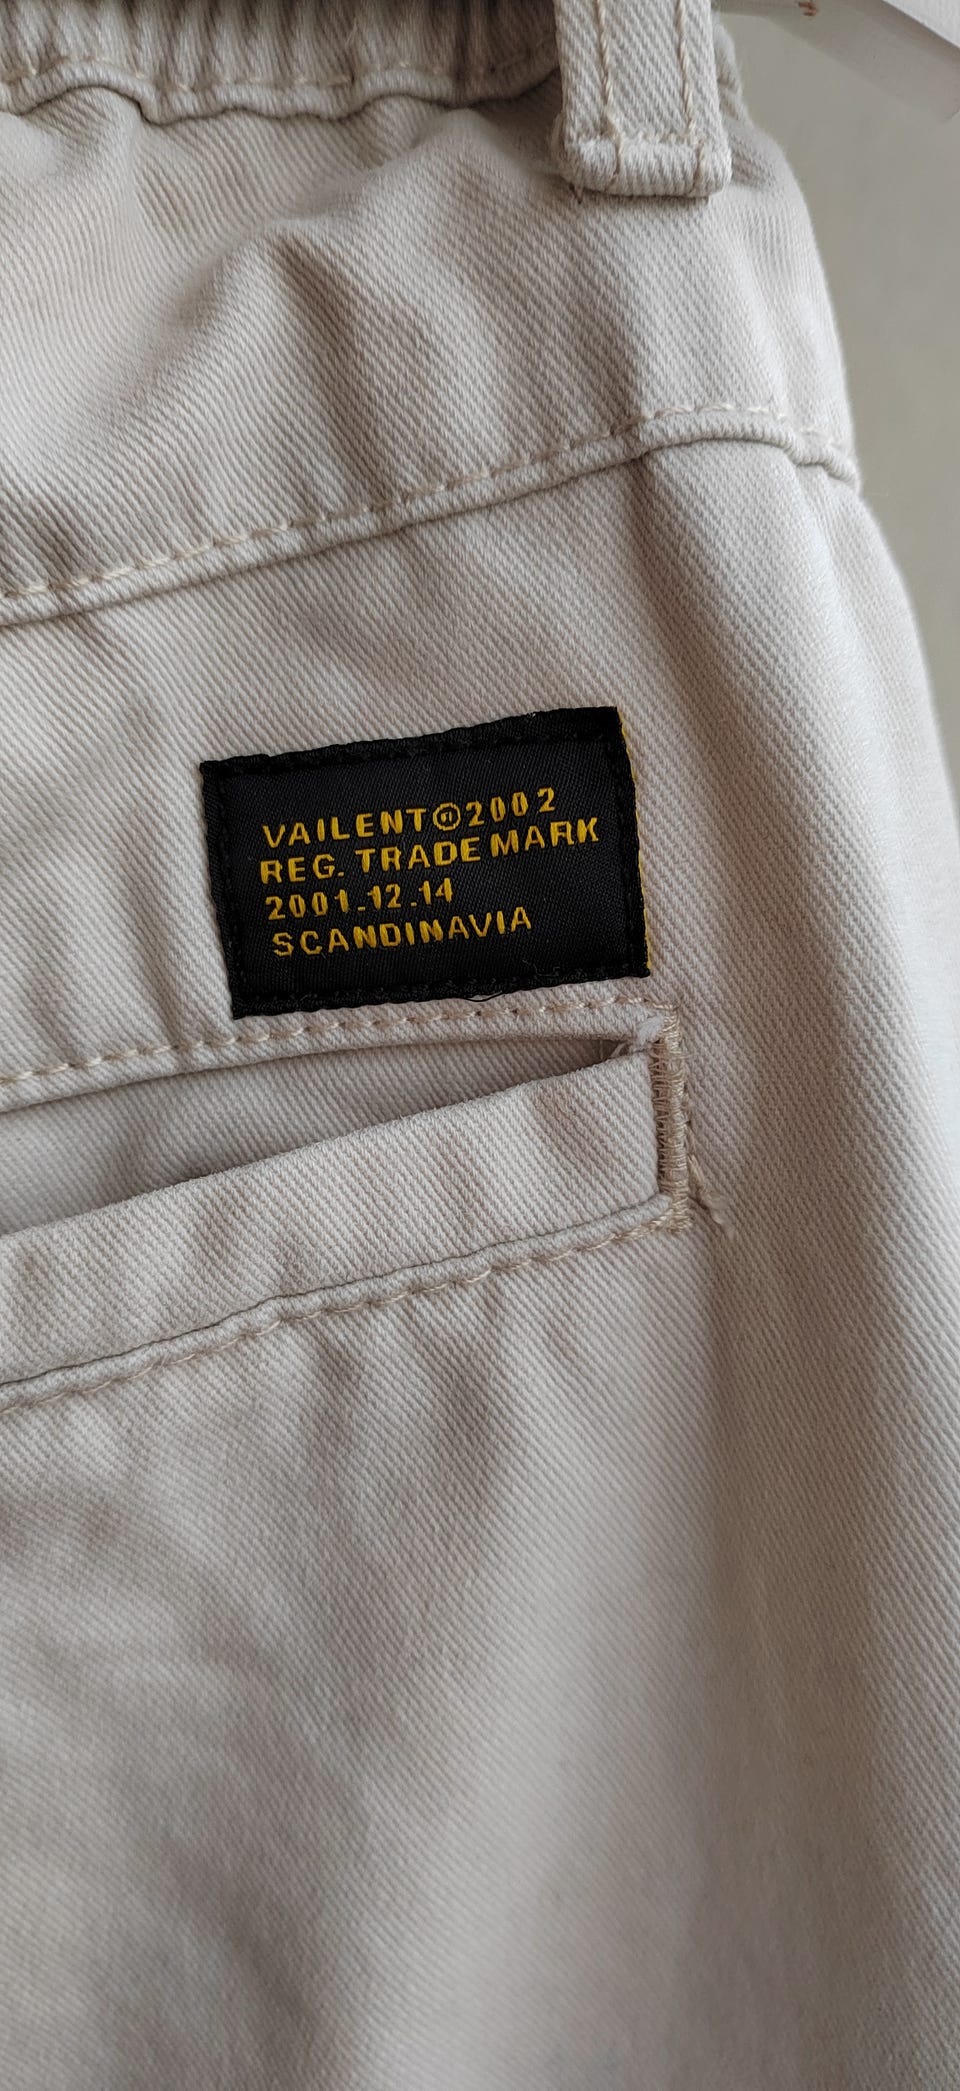 VAILENT©2002
REG. TRADE MARK
2001.12.14
SCANDINAVIA